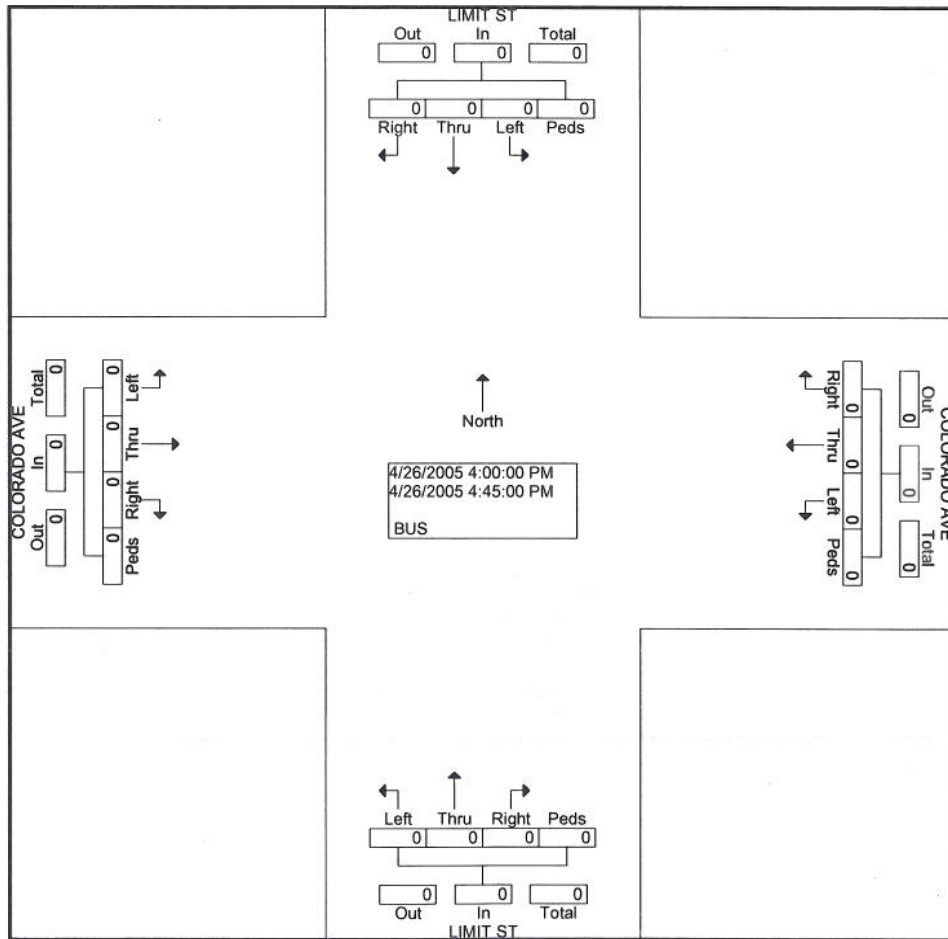 LIMIT ST
Out In Total
0 0 0
0 0 0 0
Right Thru Left Peds
COLORADO AVE
Total In Out
0 0 0
0 0 0 0
Left Thru Right Peds
North
4/26/2005 4:00:00 PM
4/26/2005 4:45:00 PM
BUS
Right Thru Left Peds
0 0 0 0
0 0 0
Out In Total
COLORADO AVE
Left Thru Right Peds
0 0 0 0
0 0 0
Out In Total
LIMIT ST